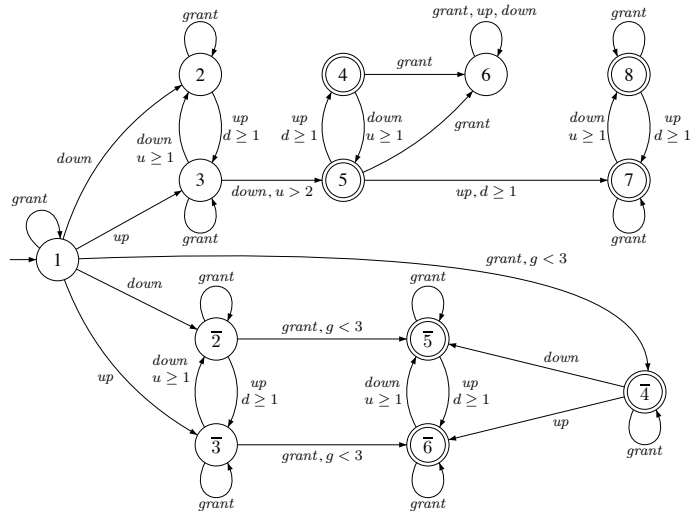 grant
grant
grant, up, down
grant
2
4
grant
6
8
up
d ≥ 1
down
u ≥ 1
up
d ≥ 1
down
u ≥ 1
grant
down
u ≥ 1
up
d ≥ 1
down
3
down, u > 2
5
up, d ≥ 1
7
grant
up
grant
grant
1
grant, g < 3
down
grant
grant
2̅
grant, g < 3
5̅
down
up
down
u ≥ 1
up
d ≥ 1
down
u ≥ 1
up
d ≥ 1
4̅
up
grant
3̅
grant, g < 3
6̅
grant
grant